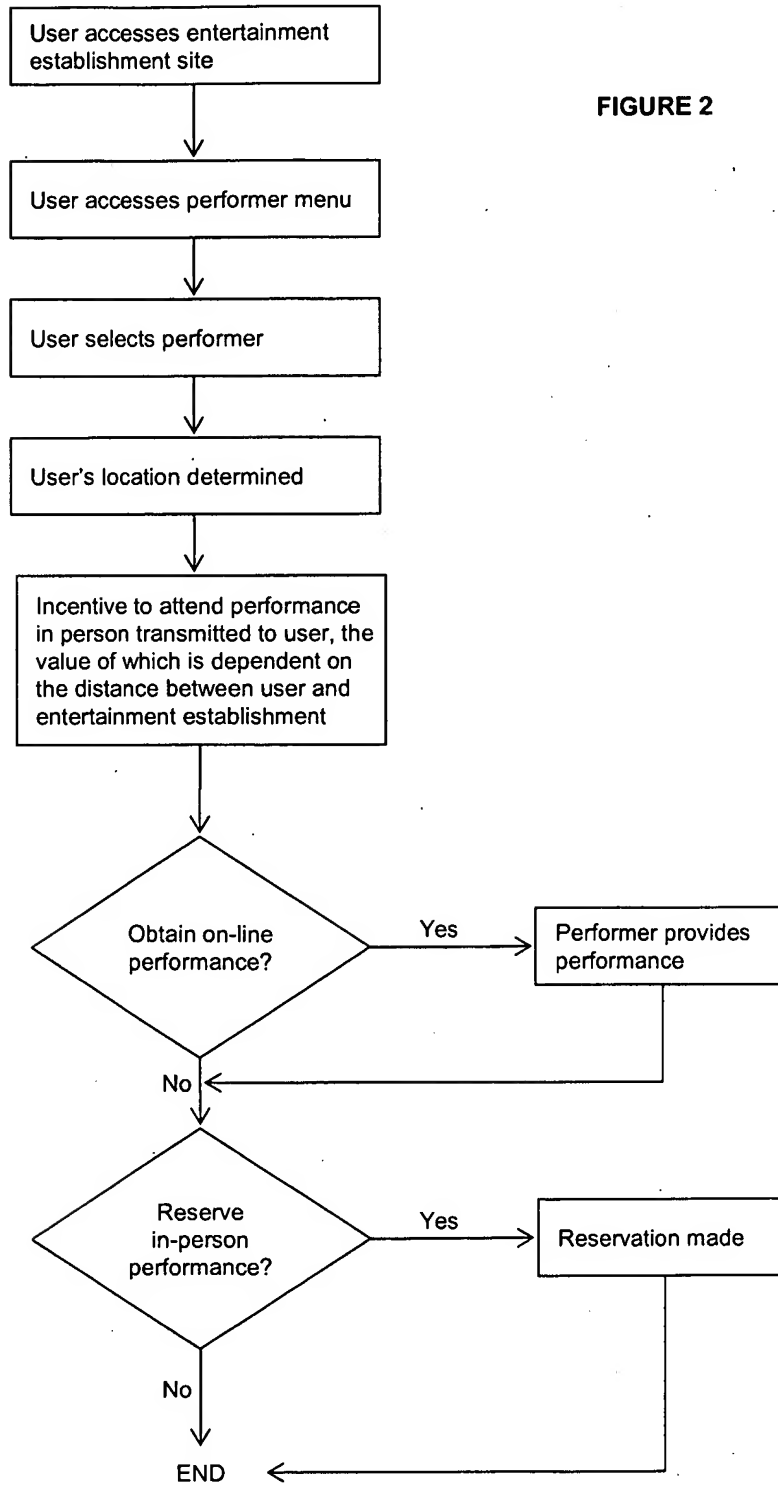 User accesses entertainment
establishment site
FIGURE 2
User accesses performer menu
User selects performer
User's location determined
Incentive to attend performance
in person transmitted to user, the
value of which is dependent on
the distance between user and
entertainment establishment
Obtain on-line
performance?
Yes
Performer provides
performance
No
Reserve
in-person
performance?
Yes
Reservation made
No
END